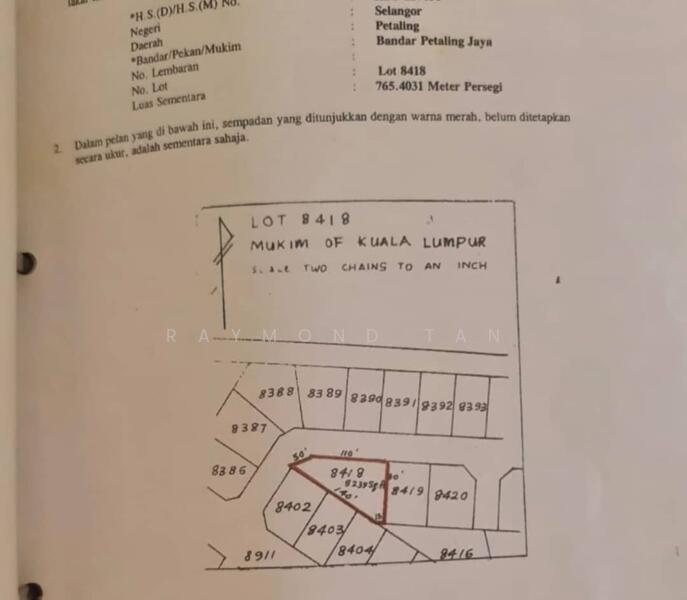 *H.S.(D)/H.S.(M) No.
Negeri : Selangor
Daerah : Petaling
*Bandar/Pekan/Mukim : Bandar Petaling Jaya
No. Lembaran :
No. Lot : Lot 8418
Luas Sementara : 765.4031 Meter Persegi
2. Dalam pelan yang di bawah ini, sempadan yang ditunjukkan dengan warna merah, belum ditetapkan
secara ukur, adalah sementara sahaja.
LOT 8418
MUKIM OF KUALA LUMPUR
TWO CHAINS TO AN INCH
RAYMOND TAN
8388 8389 8390 8391 8392 8393
8387
50' 110'
8386 8418 80' 8419 8420
8402
8403
8404 8416
8911